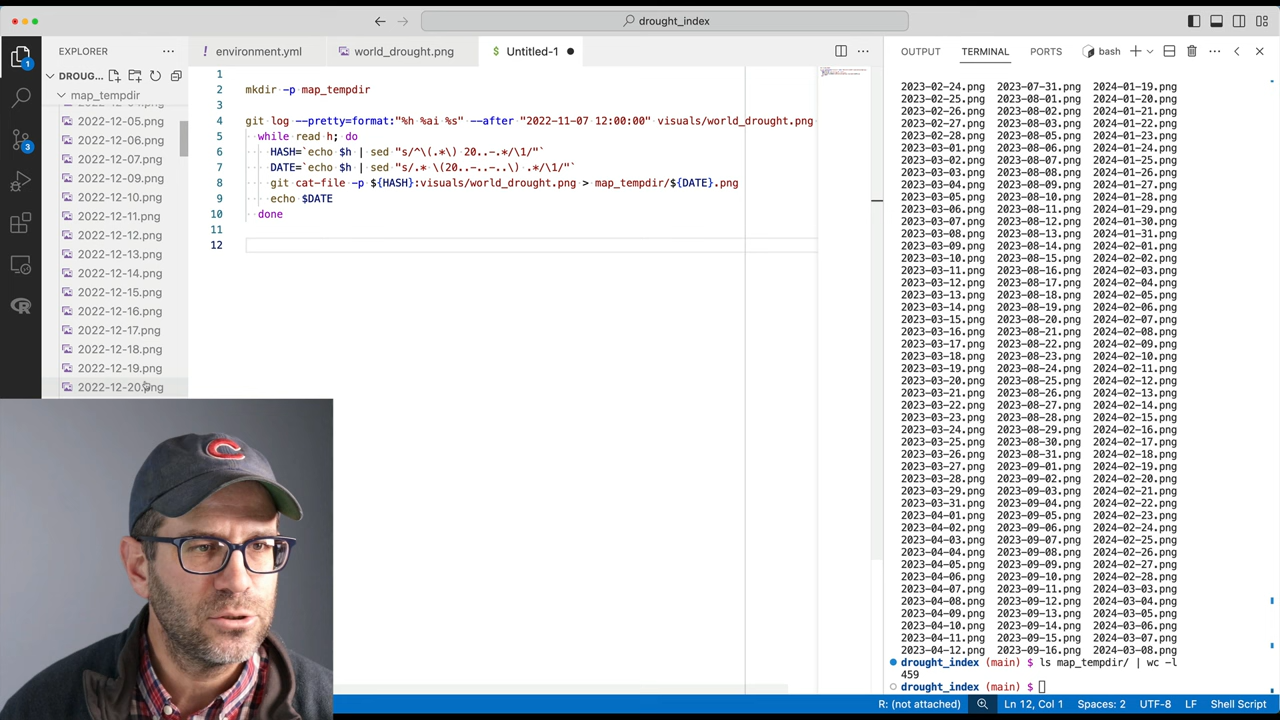 drought_index
EXPLORER
DROUG...
map_tempdir
2022-12-05.png
2022-12-06.png
2022-12-07.png
2022-12-09.png
2022-12-10.png
2022-12-11.png
2022-12-12.png
2022-12-13.png
2022-12-14.png
2022-12-15.png
2022-12-16.png
2022-12-17.png
2022-12-18.png
2022-12-19.png
2022-12-20.png
environment.yml
world_drought.png
$ Untitled-1
1
2 mkdir -p map_tempdir
3
4 git log --pretty=format:"%h %ai %s" --after "2022-11-07 12:00:00" visuals/world_drought.png
5 while read h; do
6 HASH=`echo $h | sed "s/^\(.*\) 20..-.*/\1/"`
7 DATE=`echo $h | sed "s/.* \(20..-..-..\) .*/\1/"`
8 git cat-file -p ${HASH}:visuals/world_drought.png > map_tempdir/${DATE}.png
9 echo $DATE
10 done
11
12
OUTPUT TERMINAL PORTS bash
2023-02-24.png 2023-07-31.png 2024-01-19.png
2023-02-25.png 2023-08-01.png 2024-01-20.png
2023-02-26.png 2023-08-02.png 2024-01-21.png
2023-02-27.png 2023-08-03.png 2024-01-22.png
2023-02-28.png 2023-08-05.png 2024-01-23.png
2023-03-01.png 2023-08-06.png 2024-01-24.png
2023-03-02.png 2023-08-07.png 2024-01-25.png
2023-03-03.png 2023-08-08.png 2024-01-26.png
2023-03-04.png 2023-08-09.png 2024-01-27.png
2023-03-05.png 2023-08-10.png 2024-01-28.png
2023-03-06.png 2023-08-11.png 2024-01-29.png
2023-03-07.png 2023-08-12.png 2024-01-30.png
2023-03-08.png 2023-08-13.png 2024-01-31.png
2023-03-09.png 2023-08-14.png 2024-02-01.png
2023-03-10.png 2023-08-15.png 2024-02-02.png
2023-03-11.png 2023-08-16.png 2024-02-03.png
2023-03-12.png 2023-08-17.png 2024-02-04.png
2023-03-13.png 2023-08-18.png 2024-02-05.png
2023-03-14.png 2023-08-19.png 2024-02-06.png
2023-03-15.png 2023-08-20.png 2024-02-07.png
2023-03-16.png 2023-08-21.png 2024-02-08.png
2023-03-17.png 2023-08-22.png 2024-02-09.png
2023-03-18.png 2023-08-23.png 2024-02-10.png
2023-03-19.png 2023-08-24.png 2024-02-11.png
2023-03-20.png 2023-08-25.png 2024-02-12.png
2023-03-21.png 2023-08-26.png 2024-02-13.png
2023-03-22.png 2023-08-27.png 2024-02-14.png
2023-03-23.png 2023-08-28.png 2024-02-15.png
2023-03-24.png 2023-08-29.png 2024-02-16.png
2023-03-25.png 2023-08-30.png 2024-02-17.png
2023-03-26.png 2023-08-31.png 2024-02-18.png
2023-03-27.png 2023-09-01.png 2024-02-19.png
2023-03-28.png 2023-09-02.png 2024-02-20.png
2023-03-29.png 2023-09-03.png 2024-02-21.png
2023-03-31.png 2023-09-04.png 2024-02-22.png
2023-04-01.png 2023-09-05.png 2024-02-23.png
2023-04-02.png 2023-09-06.png 2024-02-24.png
2023-04-03.png 2023-09-07.png 2024-02-25.png
2023-04-04.png 2023-09-08.png 2024-02-26.png
2023-04-05.png 2023-09-09.png 2024-02-27.png
2023-04-06.png 2023-09-10.png 2024-02-28.png
2023-04-07.png 2023-09-11.png 2024-03-03.png
2023-04-08.png 2023-09-12.png 2024-03-04.png
2023-04-09.png 2023-09-13.png 2024-03-05.png
2023-04-10.png 2023-09-14.png 2024-03-06.png
2023-04-11.png 2023-09-15.png 2024-03-07.png
2023-04-12.png 2023-09-16.png
drought_index (main) $ ls map_tempdir/ | wc -l
459
drought_index (main) $
R: (not attached) Ln 12, Col 1 Spaces: 2 UTF-8 LF Shell Script